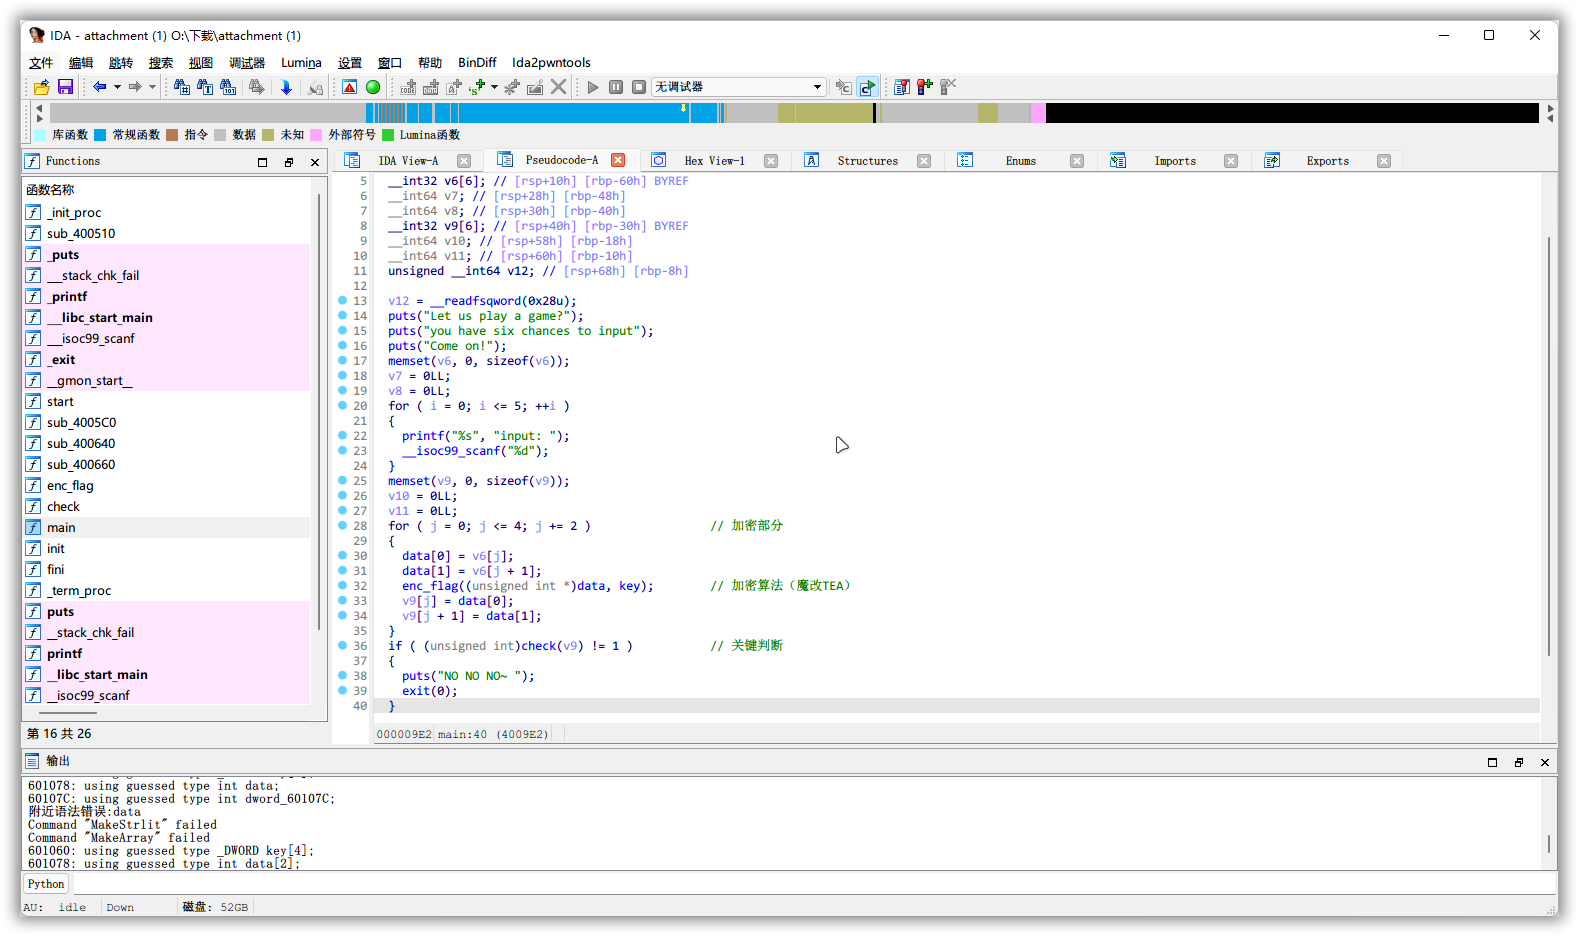 IDA - attachment (1) O:\下载\attachment (1)
文件 编辑 跳转 搜索 视图 调试器 Lumina 设置 窗口 帮助 BinDiff Ida2pwntools
无调试器
库函数 常规函数 指令 数据 未知 外部符号 Lumina函数
Functions
函数名称
_init_proc
sub_400510
_puts
__stack_chk_fail
_printf
__libc_start_main
__isoc99_scanf
_exit
__gmon_start__
start
sub_4005C0
sub_400640
sub_400660
enc_flag
check
main
init
fini
_term_proc
puts
__stack_chk_fail
printf
__libc_start_main
__isoc99_scanf
第 16 共 26
IDA View-A Pseudocode-A Hex View-1 Structures Enums Imports Exports
5 __int32 v6[6]; // [rsp+10h] [rbp-60h] BYREF
6 __int64 v7; // [rsp+28h] [rbp-48h]
7 __int64 v8; // [rsp+30h] [rbp-40h]
8 __int32 v9[6]; // [rsp+40h] [rbp-30h] BYREF
9 __int64 v10; // [rsp+58h] [rbp-18h]
10 __int64 v11; // [rsp+60h] [rbp-10h]
11 unsigned __int64 v12; // [rsp+68h] [rbp-8h]
12
13 v12 = __readfsqword(0x28u);
14 puts("Let us play a game?");
15 puts("you have six chances to input");
16 puts("Come on!");
17 memset(v6, 0, sizeof(v6));
18 v7 = 0LL;
19 v8 = 0LL;
20 for ( i = 0; i <= 5; ++i )
21 {
22 printf("%s", "input: ");
23 __isoc99_scanf("%d");
24 }
25 memset(v9, 0, sizeof(v9));
26 v10 = 0LL;
27 v11 = 0LL;
28 for ( j = 0; j <= 4; j += 2 ) // 加密部分
29 {
30 data[0] = v6[j];
31 data[1] = v6[j + 1];
32 enc_flag((unsigned int *)data, key); // 加密算法（魔改TEA）
33 v9[j] = data[0];
34 v9[j + 1] = data[1];
35 }
36 if ( (unsigned int)check(v9) != 1 ) // 关键判断
37 {
38 puts("NO NO NO~ ");
39 exit(0);
40 }
000009E2 main:40 (4009E2)
输出
601078: using guessed type int data;
60107C: using guessed type int dword_60107C;
附近语法错误:data
Command "MakeStrlit" failed
Command "MakeArray" failed
601060: using guessed type _DWORD key[4];
601078: using guessed type int data[2];
Python
AU: idle Down 磁盘: 52GB